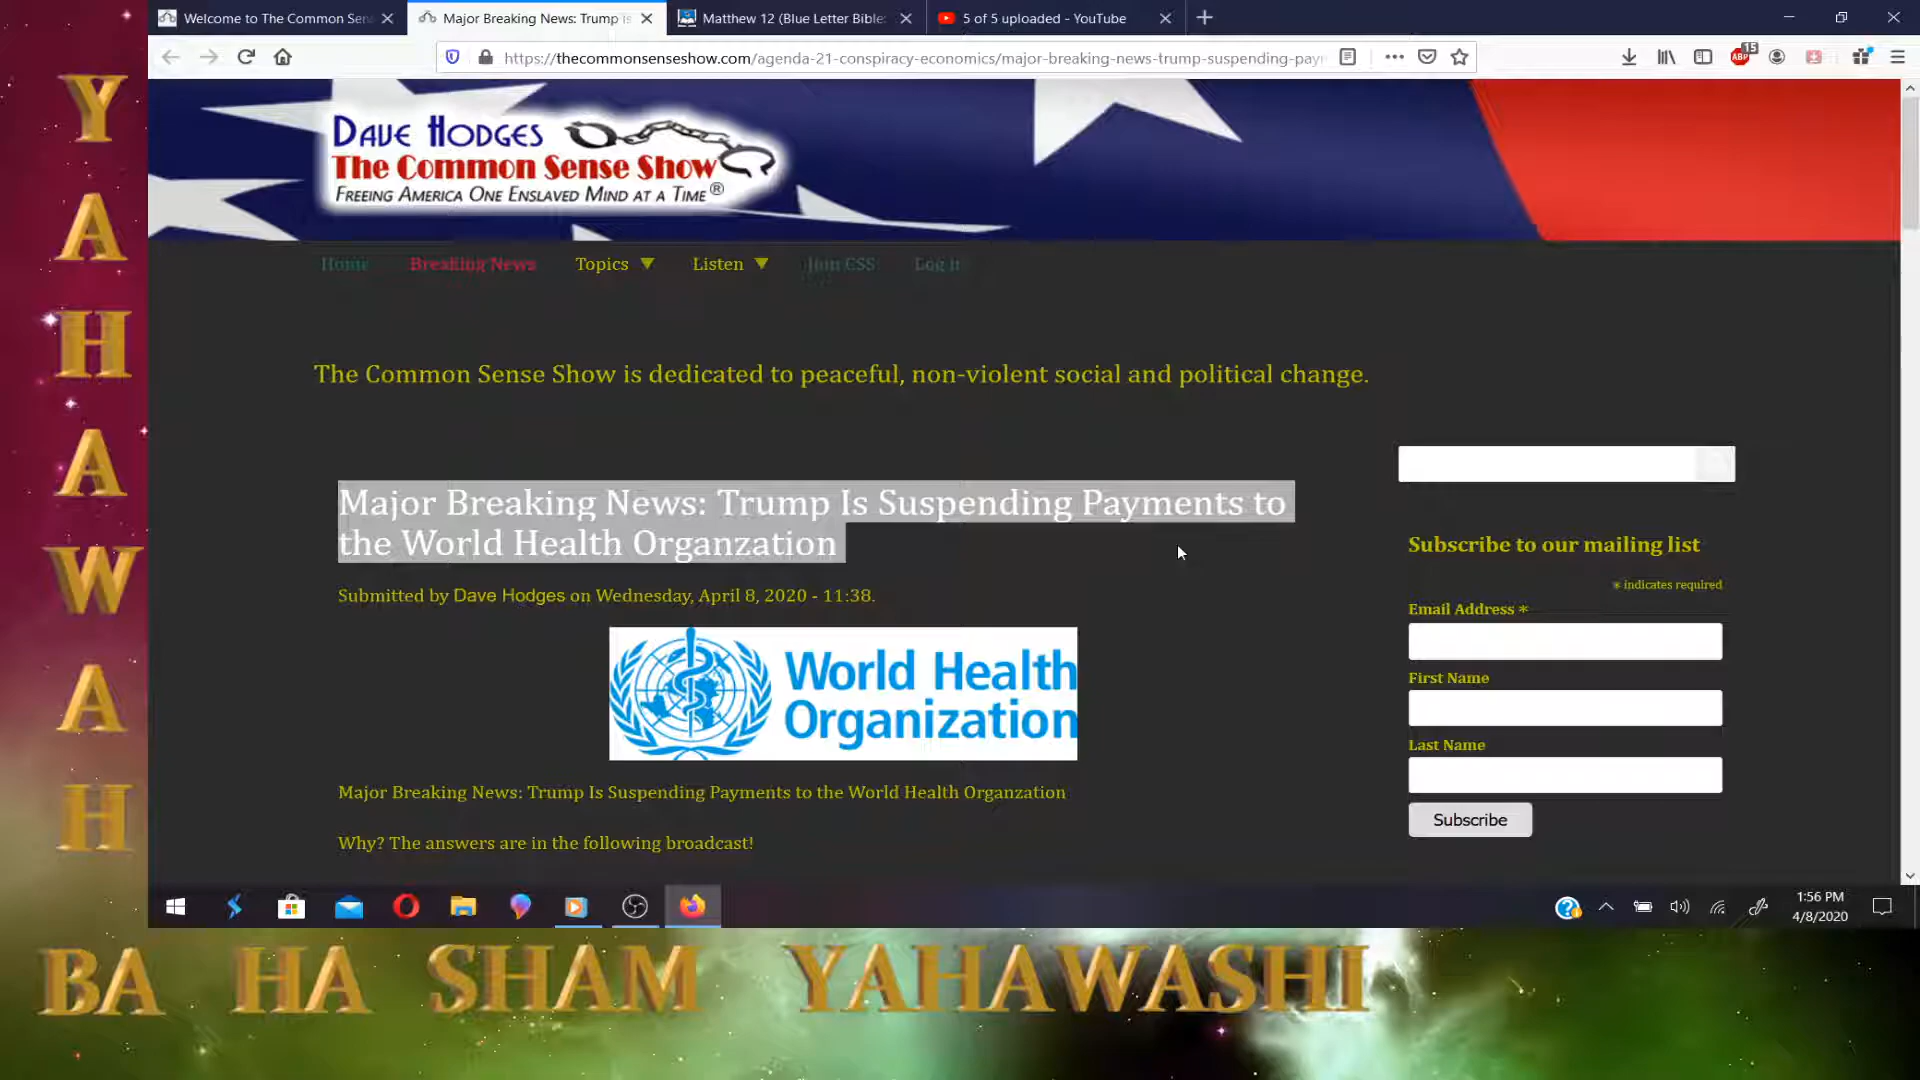 Welcome to The Common Sen
Major Breaking News: Trump Is
Matthew 12 (Blue Letter Bible:
5 of 5 uploaded - YouTube
https://thecommonsenseshow.com/agenda-21-conspiracy-economics/major-breaking-news-trump-suspending-payr
ABP
15
DAVE HODGES
THE COMMON SENSE SHOW
FREEING AMERICA ONE ENSLAVED MIND AT A TIME®
Home Breaking News Topics ▼ Listen ▼ Join CSS Log in
The Common Sense Show is dedicated to peaceful, non-violent social and political change.
Major Breaking News: Trump Is Suspending Payments to
the World Health Organzation
Submitted by Dave Hodges on Wednesday, April 8, 2020 - 11:38.
World Health
Organization
Major Breaking News: Trump Is Suspending Payments to the World Health Organzation
Why? The answers are in the following broadcast!
Subscribe to our mailing list
* indicates required
Email Address *
First Name
Last Name
Subscribe
1:56 PM
4/8/2020
YAHAWAH
BA HA SHAM YAHAWASHI